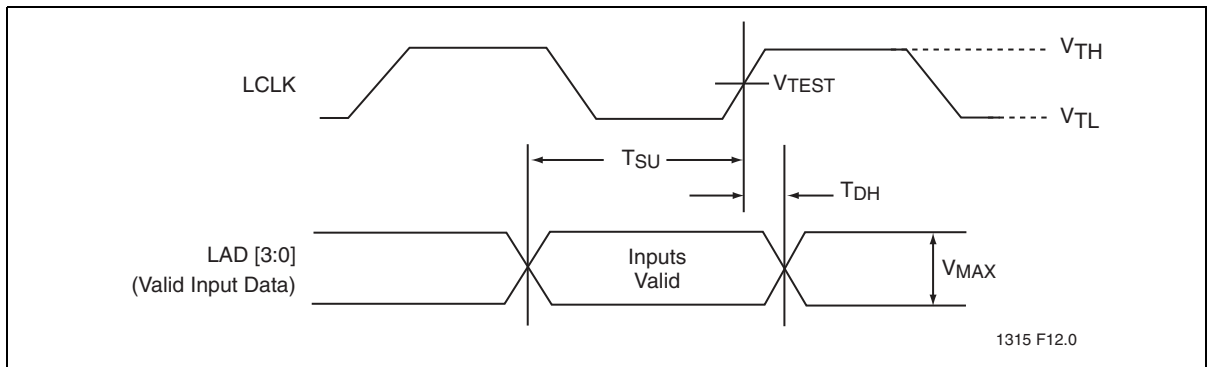 VTH
LCLK
VTEST
VTL
TSU
TDH
LAD [3:0]
(Valid Input Data)
Inputs
Valid
VMAX
1315 F12.0